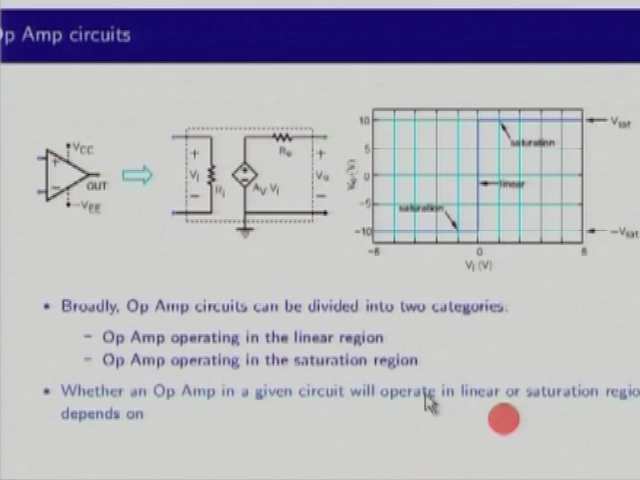 Op Amp circuits
VCC
OUT
-VEE
+
Vi
-
Ri
Ro
AV Vi
+
Vo
-
Vo (V)
10
5
0
-5
-10
saturation
linear
saturation
Vsat
-Vsat
-5
0
5
Vi (V)
Broadly, Op Amp circuits can be divided into two categories:
- Op Amp operating in the linear region
- Op Amp operating in the saturation region
Whether an Op Amp in a given circuit will operate in linear or saturation regio
depends on